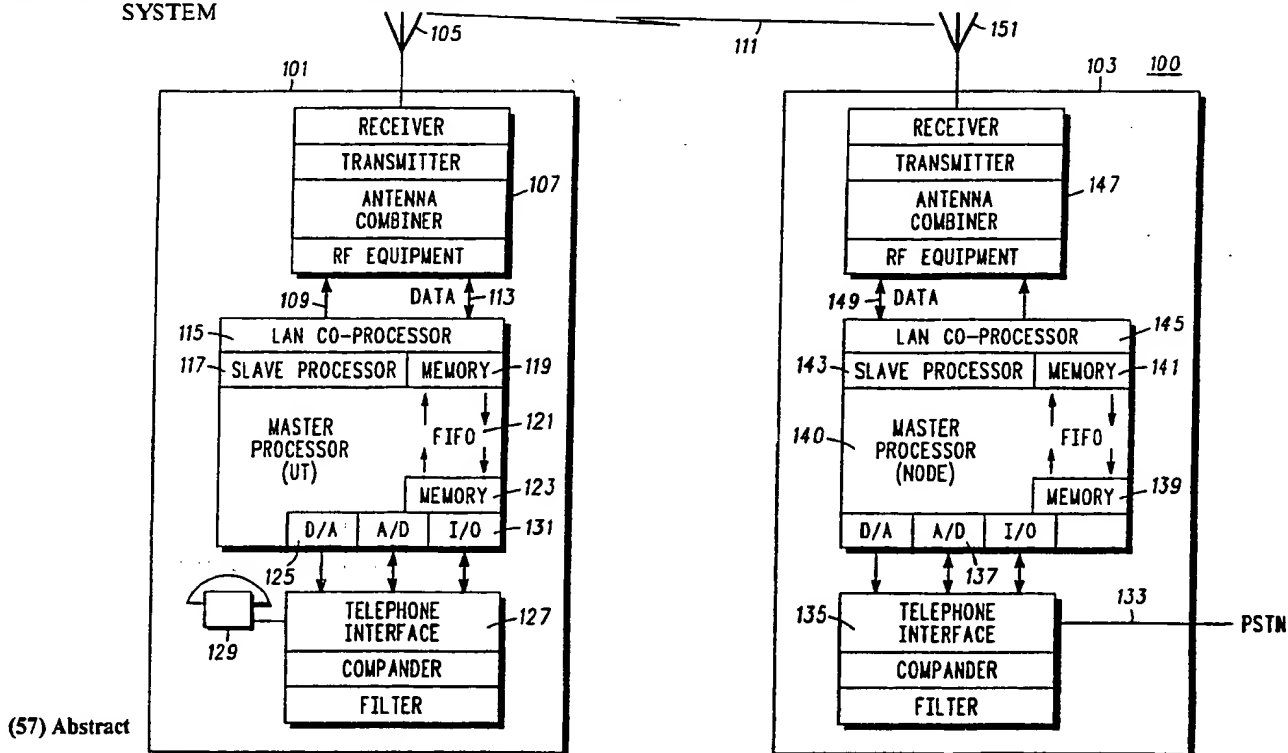 SYSTEM
105
111
151
101
103
100
RECEIVER
TRANSMITTER
ANTENNA
COMBINER
RF EQUIPMENT
107
109
DATA
113
115
LAN CO-PROCESSOR
117
SLAVE PROCESSOR
MEMORY
119
MASTER
PROCESSOR
(UT)
FIFO
121
MEMORY
123
D/A
A/D
I/O
131
125
129
TELEPHONE
INTERFACE
127
COMPANDER
FILTER
RECEIVER
TRANSMITTER
ANTENNA
COMBINER
RF EQUIPMENT
147
149
DATA
LAN CO-PROCESSOR
145
143
SLAVE PROCESSOR
MEMORY
141
140
MASTER
PROCESSOR
(NODE)
FIFO
MEMORY
139
D/A
A/D
I/O
137
135
TELEPHONE
INTERFACE
133
PSTN
COMPANDER
FILTER
(57) Abstract